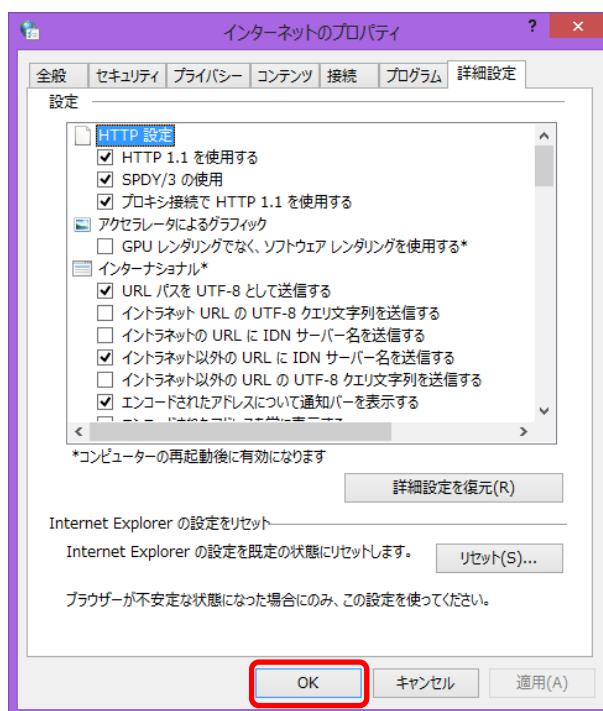 インターネットのプロパティ
全般 セキュリティ プライバシー コンテンツ 接続 プログラム 詳細設定
設定
HTTP 設定
HTTP 1.1 を使用する
SPDY/3 の使用
プロキシ接続で HTTP 1.1 を使用する
アクセラレータによるグラフィック
GPU レンダリングでなく、ソフトウェア レンダリングを使用する*
インターナショナル*
URL パスを UTF-8 として送信する
イントラネット URL の UTF-8 クエリ文字列を送信する
イントラネットの URL に IDN サーバー名を送信する
イントラネット以外の URL に IDN サーバー名を送信する
イントラネット以外の URL の UTF-8 クエリ文字列を送信する
エンコードされたアドレスについて通知バーを表示する
*コンピューターの再起動後に有効になります
詳細設定を復元(R)
Internet Explorer の設定をリセット
Internet Explorer の設定を既定の状態にリセットします。
リセット(S)...
ブラウザーが不安定な状態になった場合にのみ、この設定を使ってください。
OK キャンセル 適用(A)